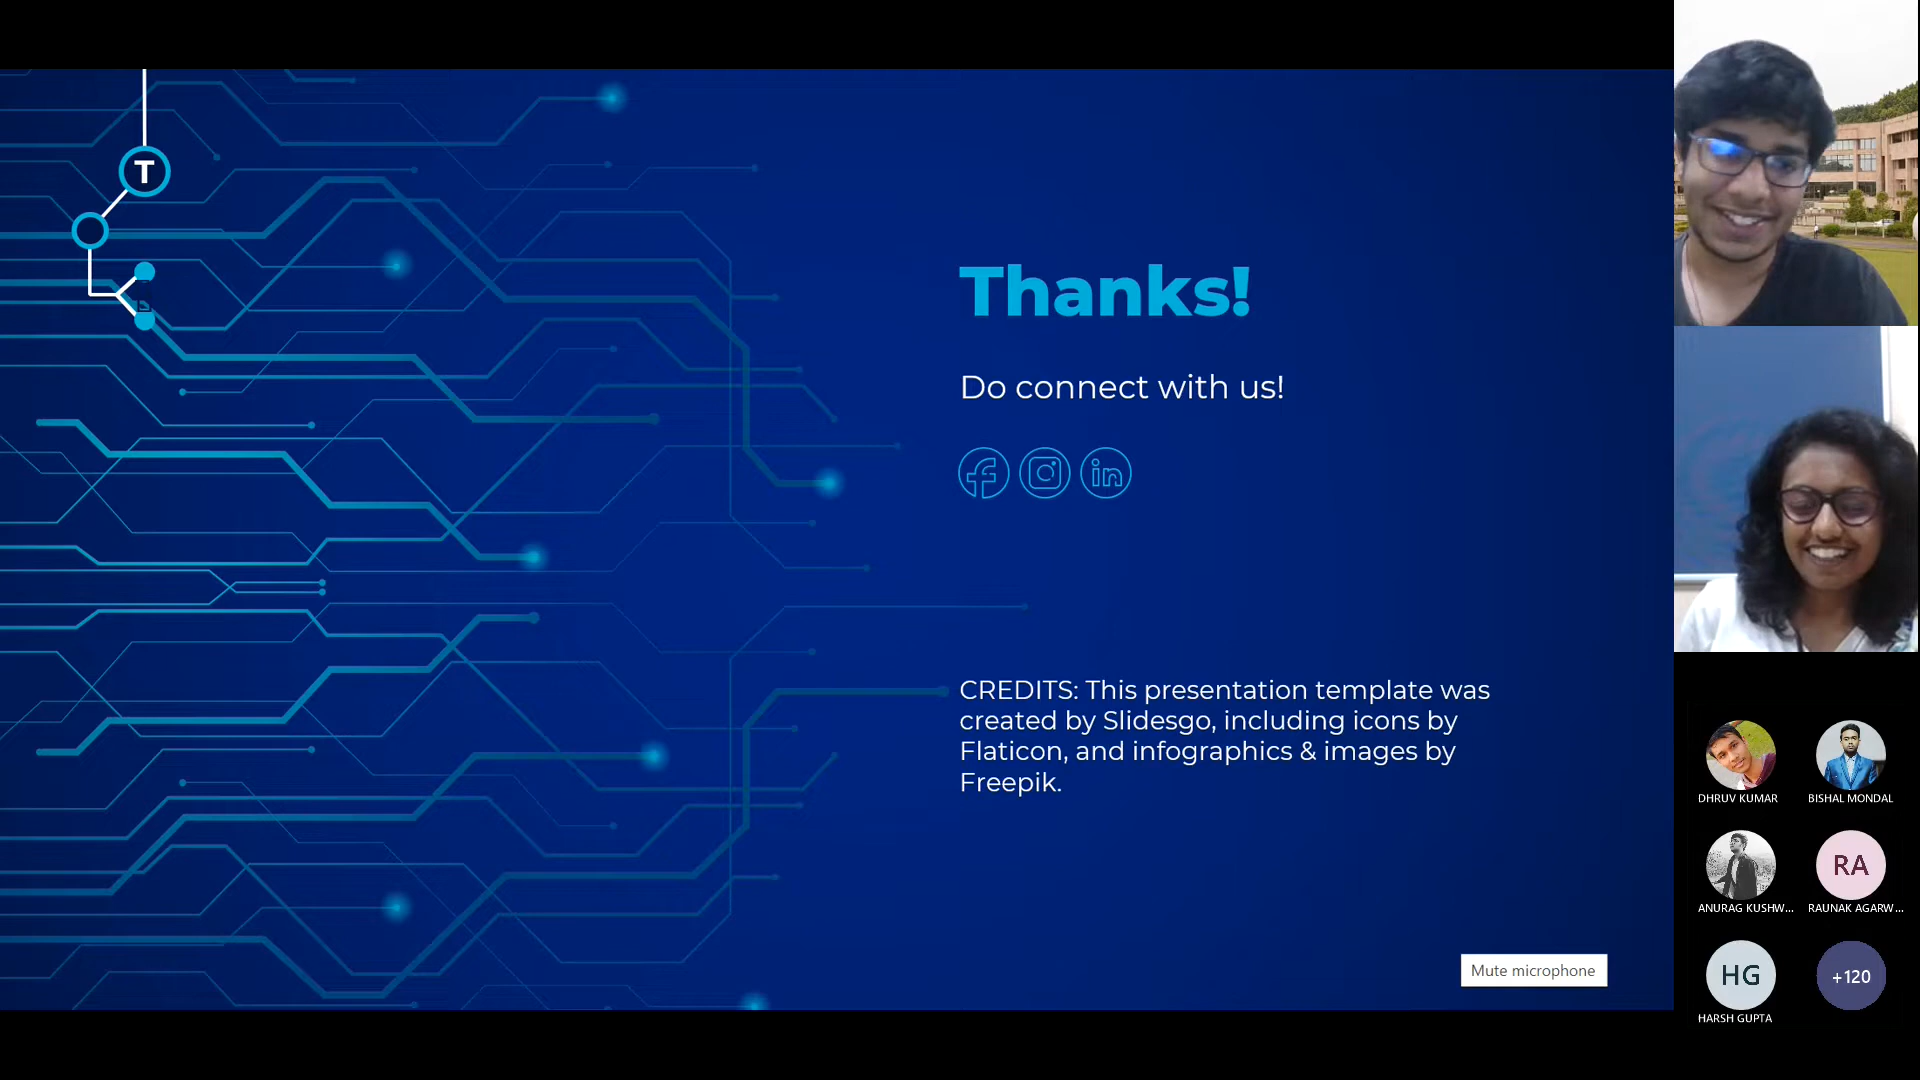 T
Thanks!
Do connect with us!
CREDITS: This presentation template was
created by Slidesgo, including icons by
Flaticon, and infographics & images by
Freepik.
Mute microphone
DHRUV KUMAR
BISHAL MONDAL
RA
ANURAG KUSHW...
RAUNAK AGARW...
HG
+120
HARSH GUPTA